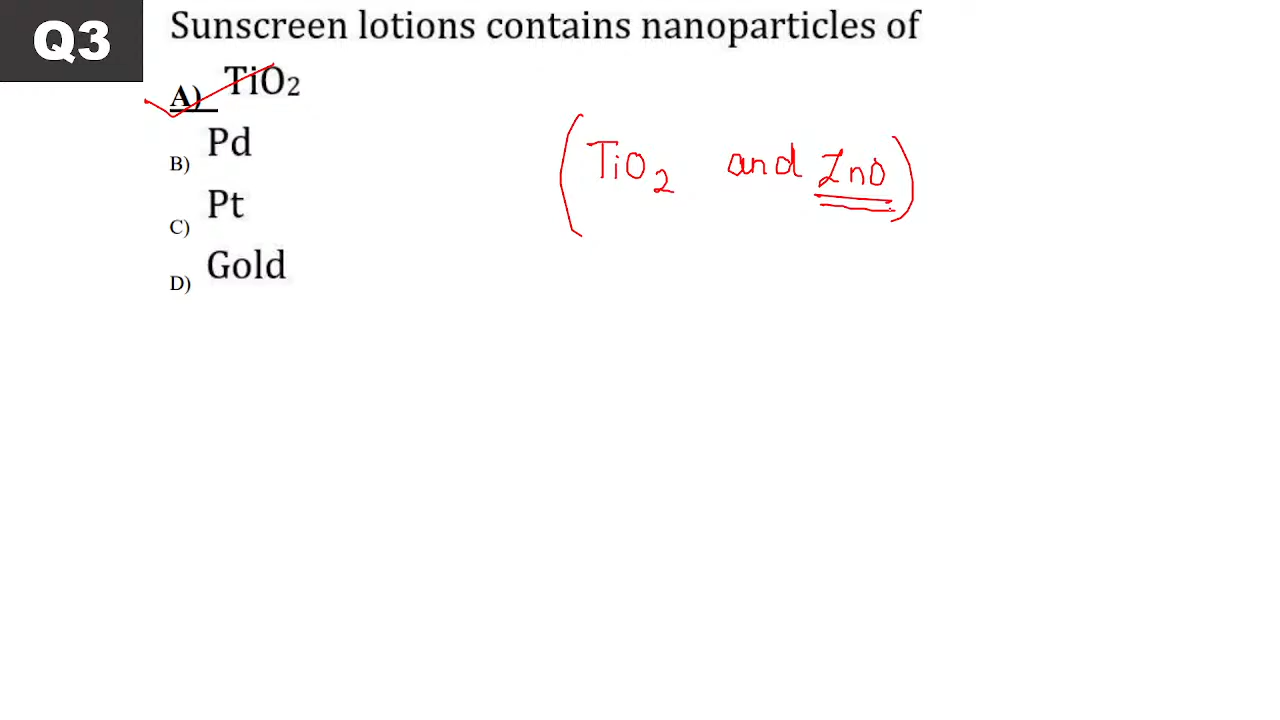 Q3
Sunscreen lotions contains nanoparticles of
A) TiO₂
B) Pd
C) Pt
D) Gold
(TiO₂ and ZnO)